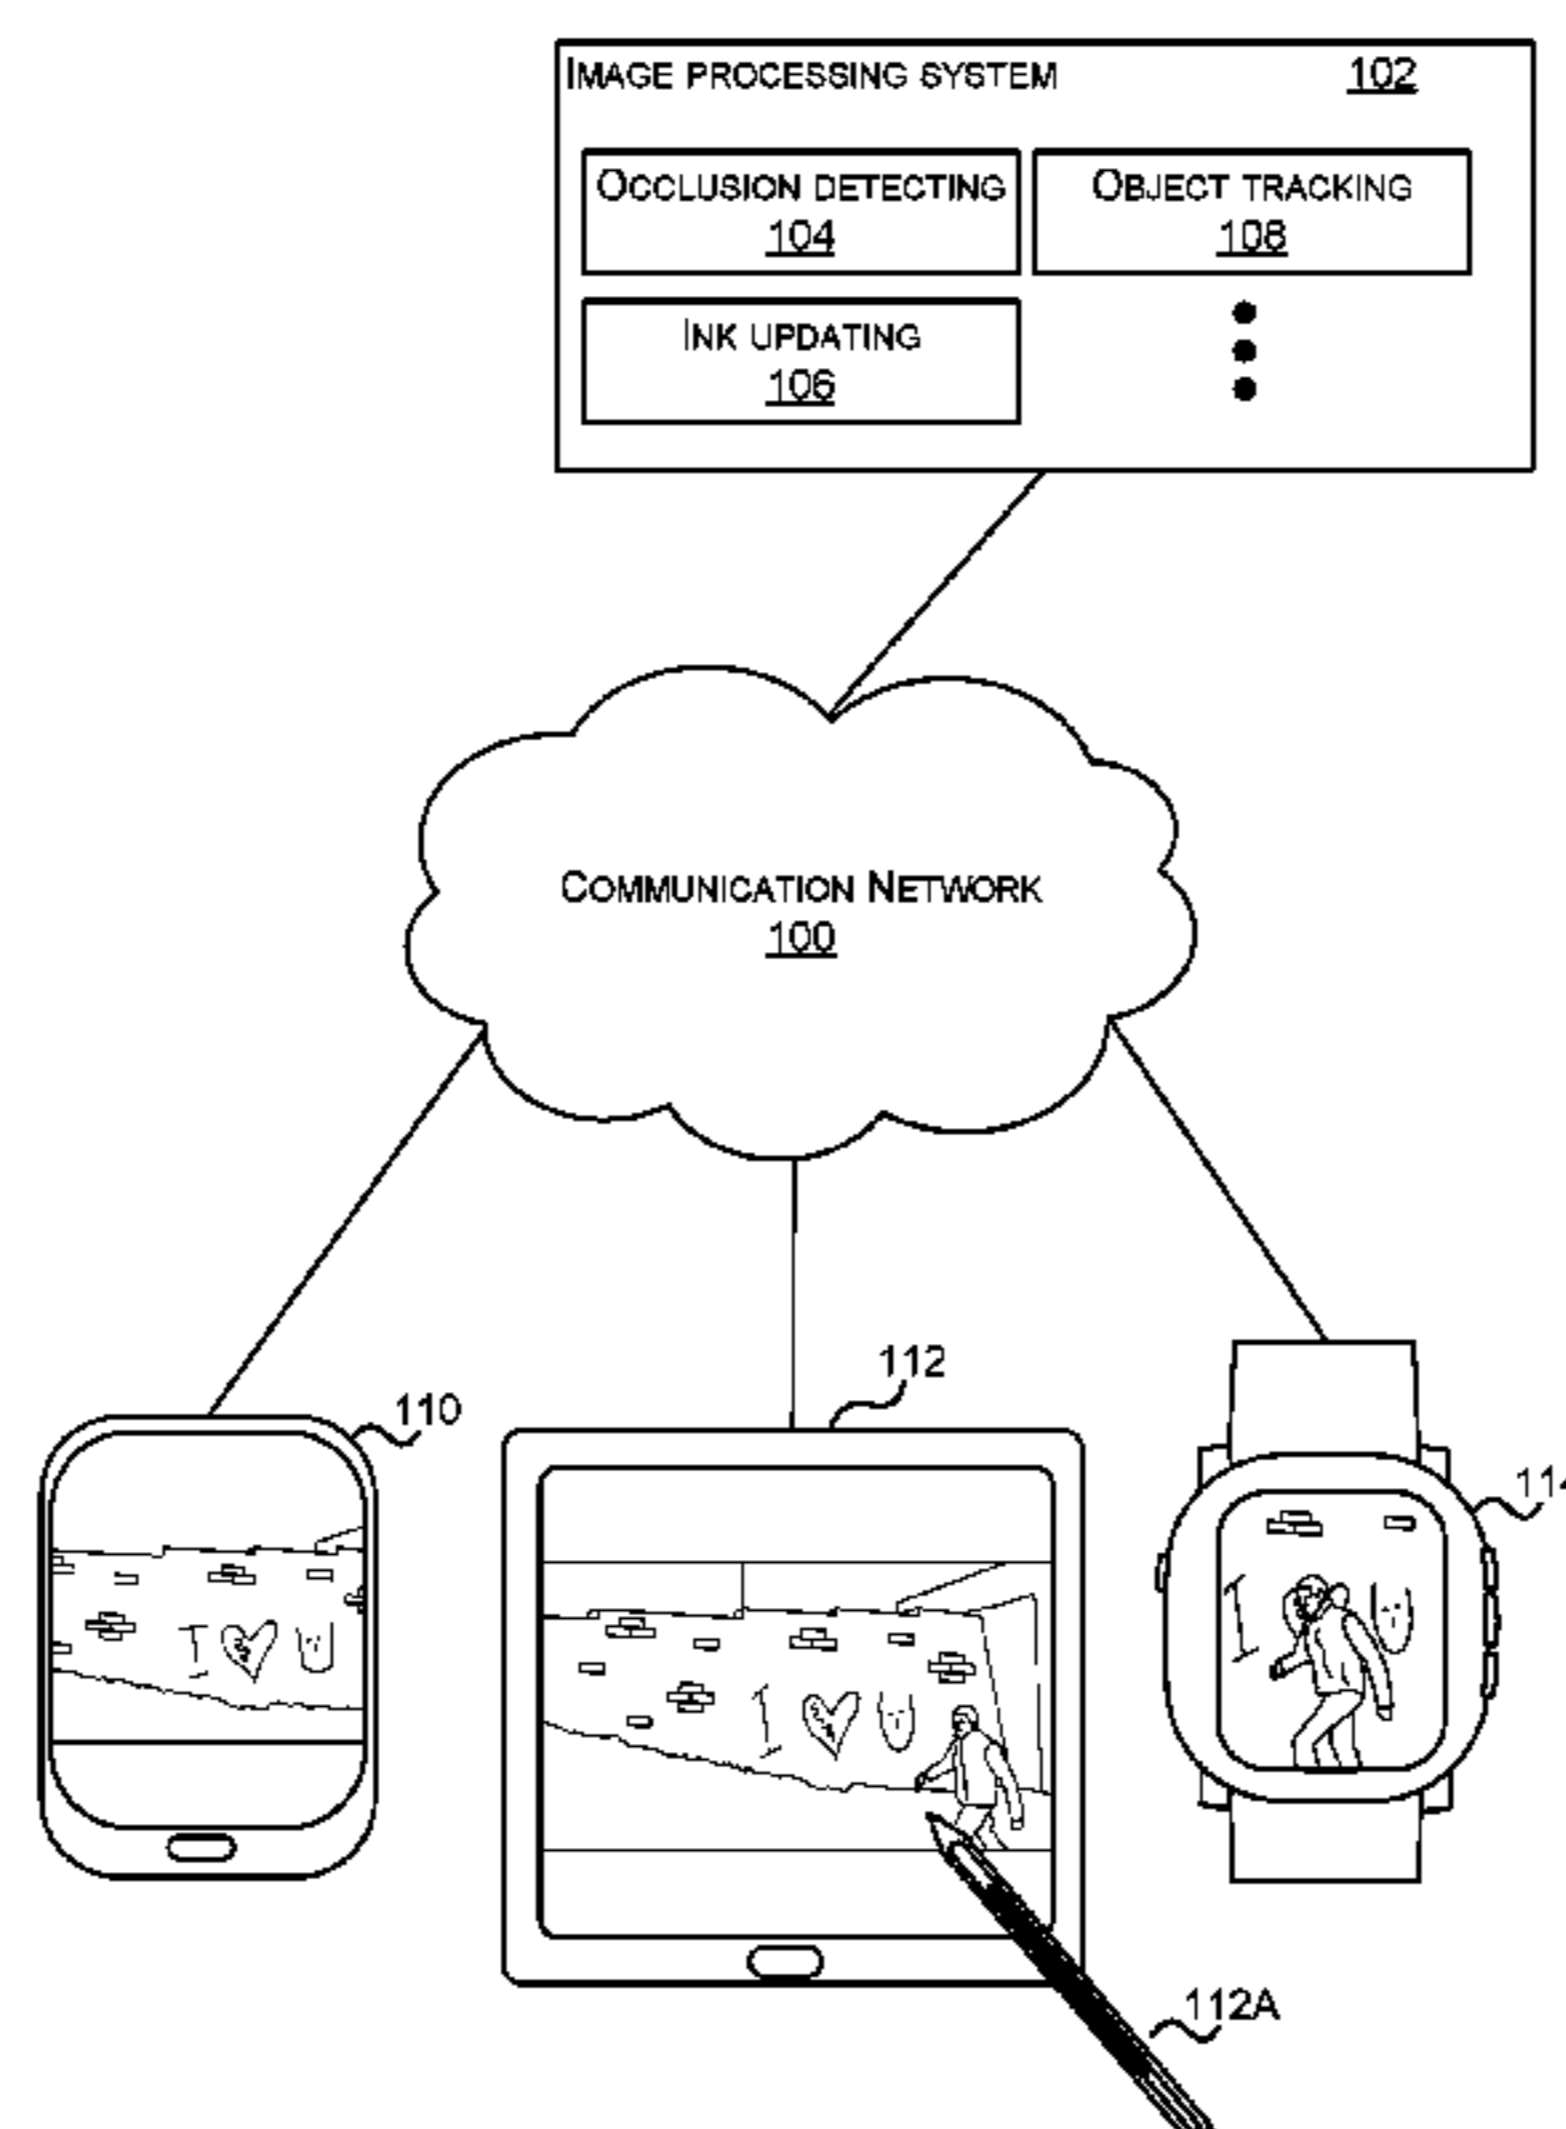 IMAGE PROCESSING SYSTEM 102
OCCLUSION DETECTING
104
OBJECT TRACKING
108
INK UPDATING
106
COMMUNICATION NETWORK
100
110
112
I U
I U
I U
112A